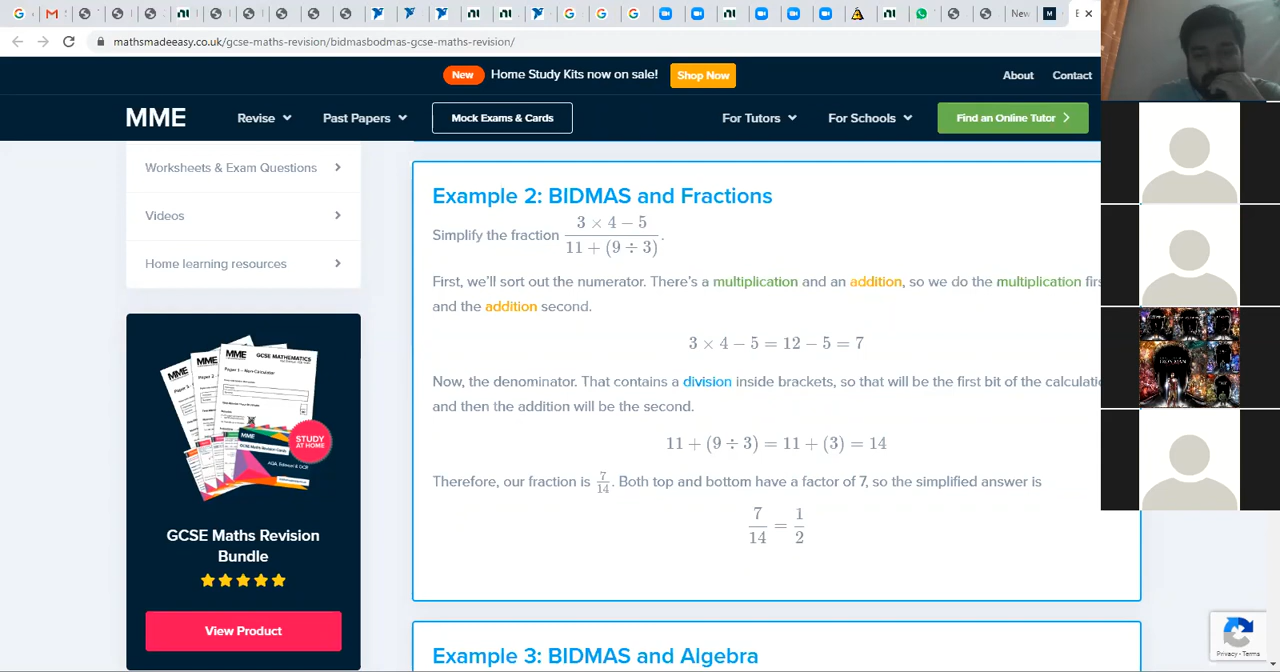 New
mathsmadeeasy.co.uk/gcse-maths-revision/bidmasbodmas-gcse-maths-revision/
New Home Study Kits now on sale! Shop Now
About Contact
MME Revise Past Papers Mock Exams & Cards For Tutors For Schools Find an Online Tutor
Worksheets & Exam Questions
Videos
Home learning resources
MME GCSE MATHEMATICS
STUDY
AT HOME
GCSE Maths Revision
Bundle
View Product
Example 2: BIDMAS and Fractions
Simplify the fraction 3 × 4 − 5 / 11 + (9 ÷ 3).
First, we’ll sort out the numerator. There’s a multiplication and an addition, so we do the multiplication firs
and the addition second.
3 × 4 − 5 = 12 − 5 = 7
Now, the denominator. That contains a division inside brackets, so that will be the first bit of the calculatio
and then the addition will be the second.
11 + (9 ÷ 3) = 11 + (3) = 14
Therefore, our fraction is 7/14. Both top and bottom have a factor of 7, so the simplified answer is
7/14 = 1/2
Example 3: BIDMAS and Algebra
Privacy - Terms